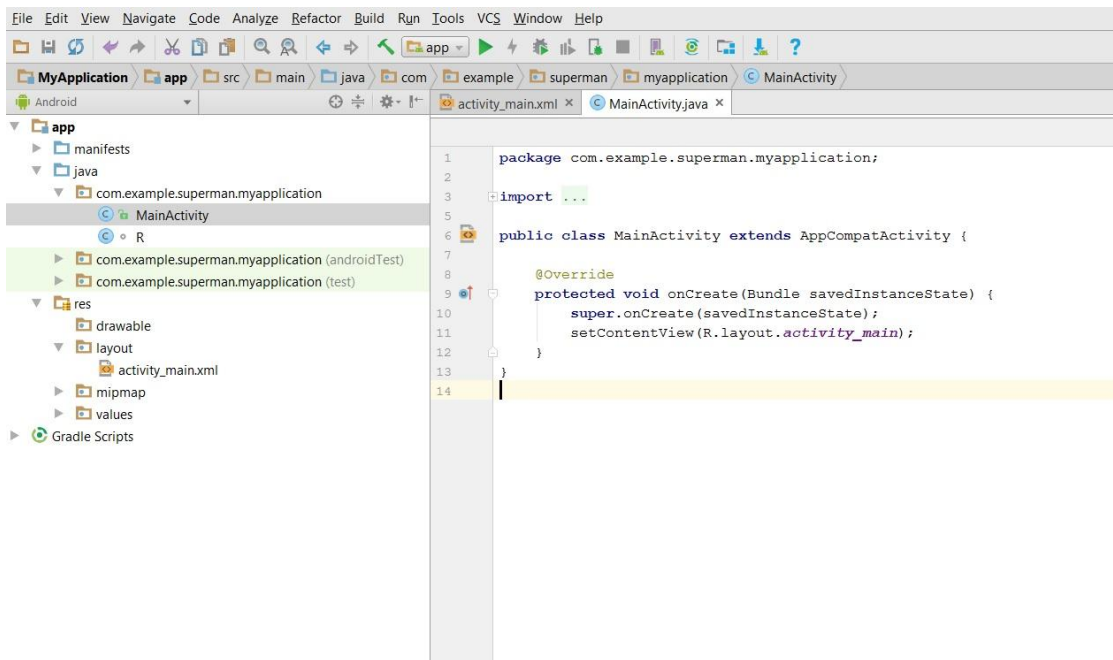 File Edit View Navigate Code Analyze Refactor Build Run Tools VCS Window Help
app
MyApplication app src main java com example superman myapplication MainActivity
Android
activity_main.xml MainActivity.java
app
manifests
java
com.example.superman.myapplication
MainActivity
R
com.example.superman.myapplication (androidTest)
com.example.superman.myapplication (test)
res
drawable
layout
activity_main.xml
mipmap
values
Gradle Scripts
1 package com.example.superman.myapplication;
2
3 import ...
5
6 public class MainActivity extends AppCompatActivity {
7
8 @Override
9 protected void onCreate(Bundle savedInstanceState) {
10 super.onCreate(savedInstanceState);
11 setContentView(R.layout.activity_main);
12 }
13 }
14